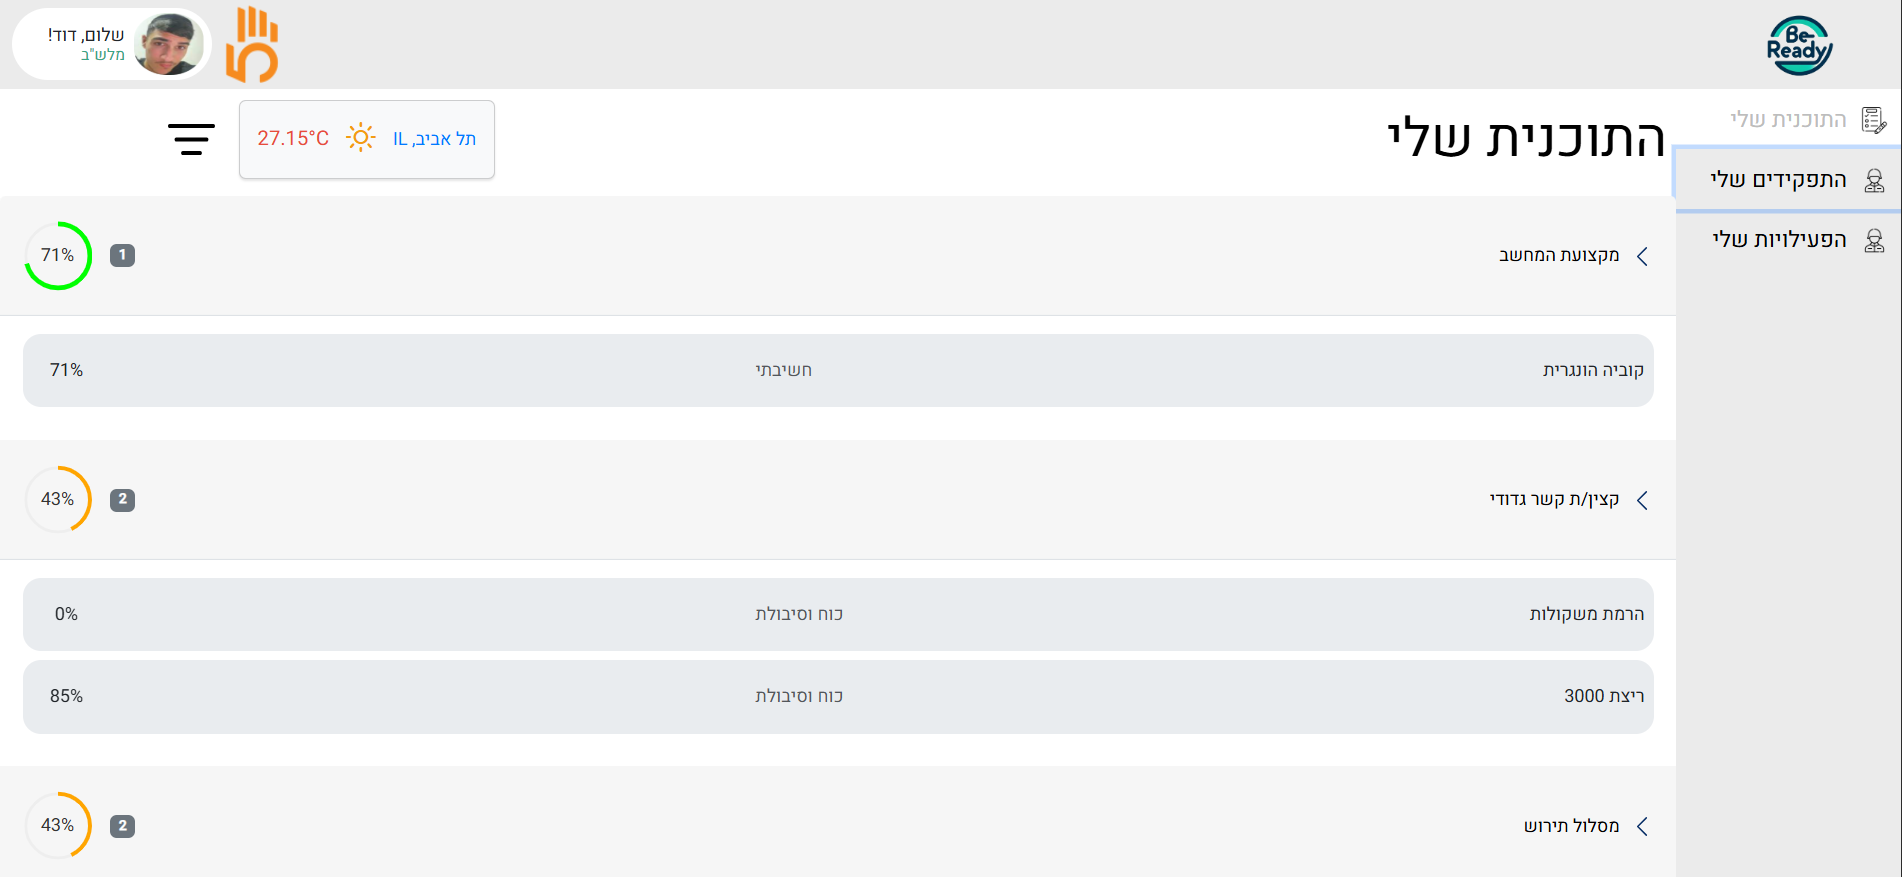 Be
Ready
שלום, דוד!
מלש"ב
התוכנית שלי
התפקידים שלי
הפעילויות שלי
התוכנית שלי
תל אביב, IL 27.15°C
מקצועת המחשב 1 71%
קוביה הונגרית חשיבתי 71%
קצין/ת קשר גדודי 2 43%
הרמת משקולות כוח וסיבולת 0%
ריצת 3000 כוח וסיבולת 85%
מסלול תירוש 2 43%